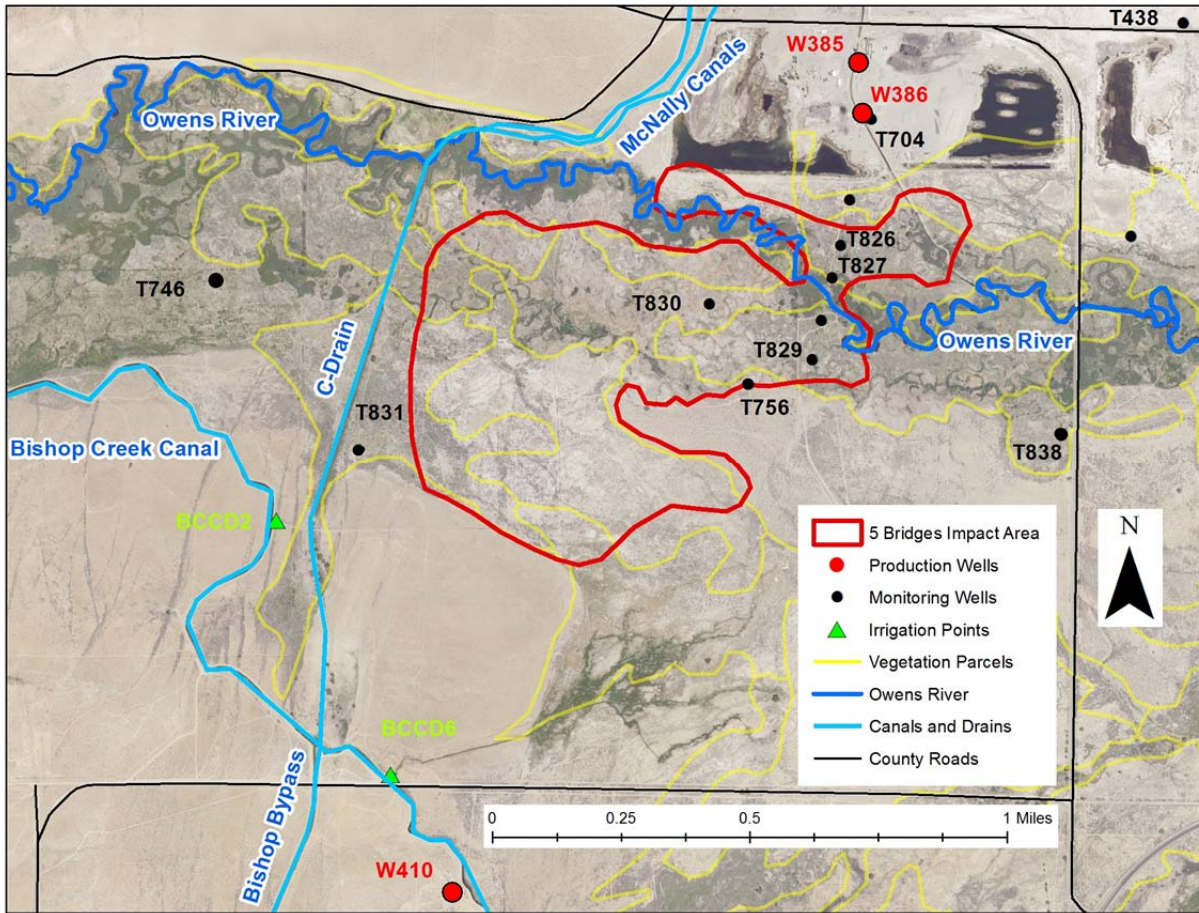 T438
W385
McNally Canals
W386
Owens River
T704
T826
T827
T746
T830
C-Drain
T829
Owens River
T756
T831
T838
Bishop Creek Canal
BCCD2
N
5 Bridges Impact Area
Production Wells
Monitoring Wells
Irrigation Points
Vegetation Parcels
Owens River
Canals and Drains
County Roads
BCCD6
Bishop Bypass
0 0.25 0.5 1 Miles
W410